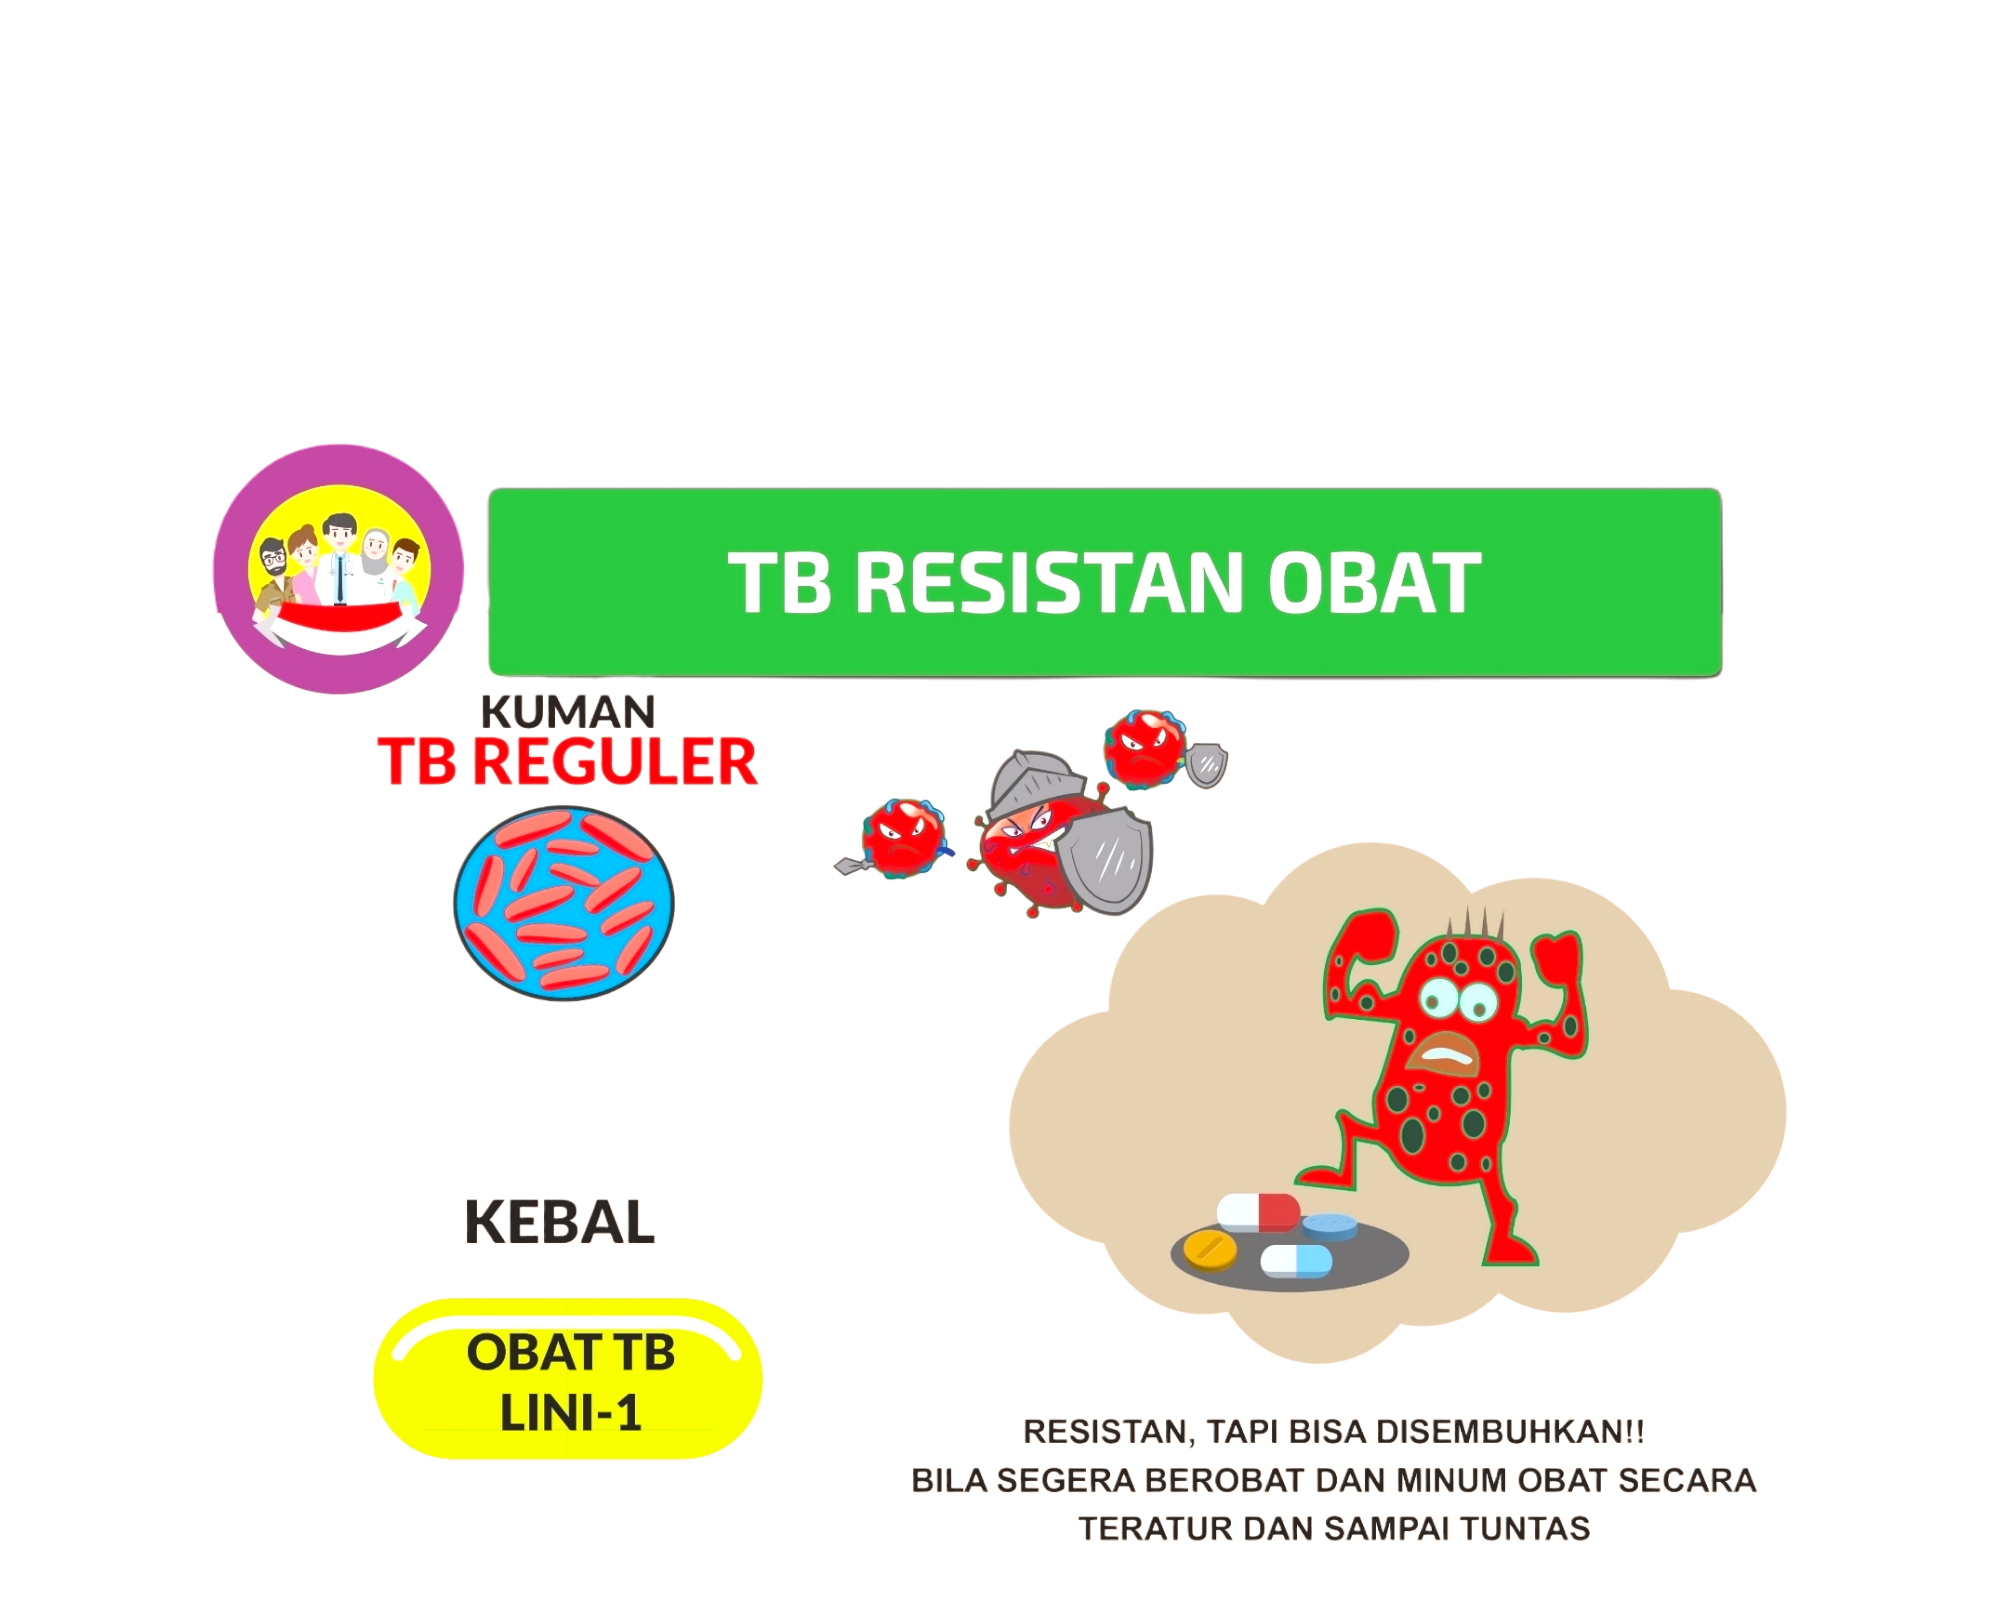 TB RESISTAN OBAT
KUMAN
TB REGULER
KEBAL
OBAT TB
LINI-1
RESISTAN, TAPI BISA DISEMBUHKAN!!
BILA SEGERA BEROBAT DAN MINUM OBAT SECARA
TERATUR DAN SAMPAI TUNTAS